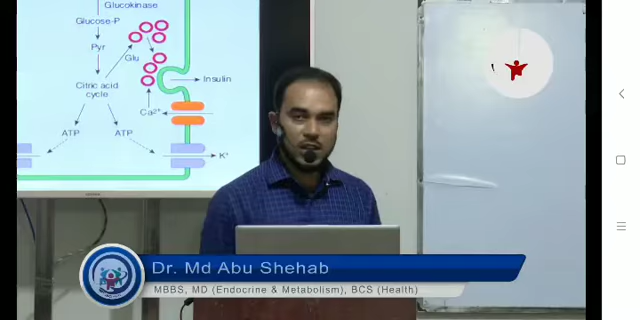 Glucokinase
Glucose-P
Pyr
Glu
Insulin
Citric acid
cycle
Ca²⁺
ATP
ATP
K⁺
Dr. Md Abu Shehab
MBBS, MD (Endocrine & Metabolism), BCS (Health)